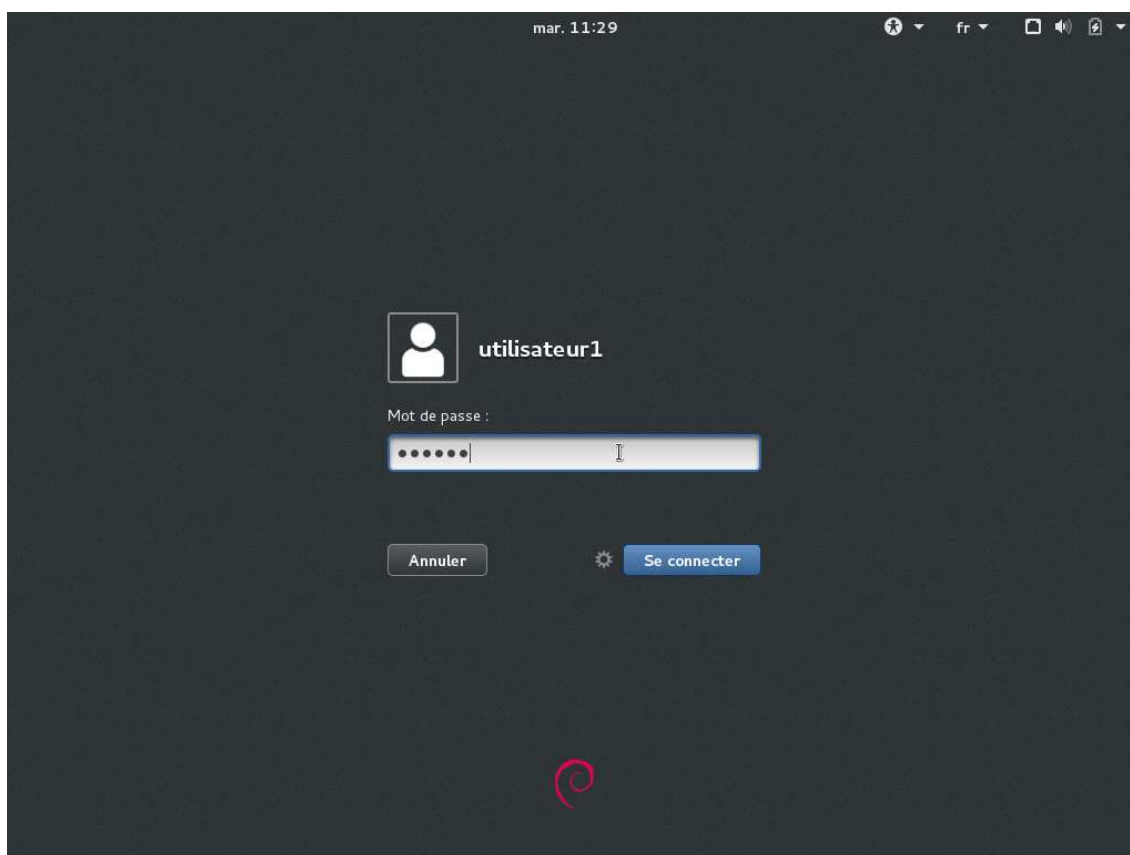 mar. 11:29
fr
utilisateur1
Mot de passe :
Annuler
Se connecter